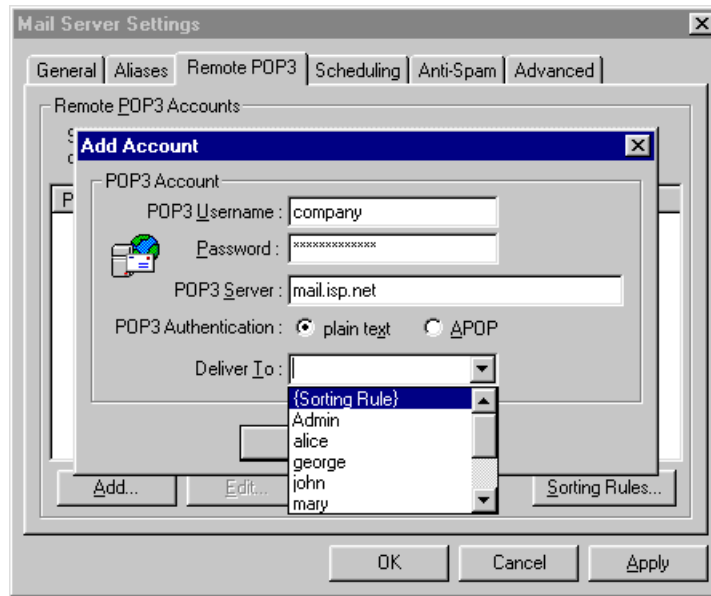 Mail Server Settings
General Aliases Remote POP3 Scheduling Anti-Spam Advanced
Remote POP3 Accounts
Add Account
POP3 Account
POP3 Username : company
Password : xxxxxxxxxxxxx
POP3 Server : mail.isp.net
POP3 Authentication : plain text APOP
Deliver To :
{Sorting Rule}
Admin
alice
george
john
mary
Add... Edit... Sorting Rules...
OK Cancel Apply